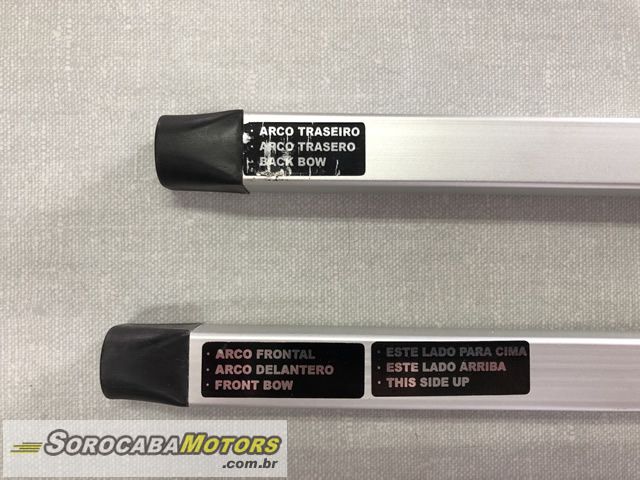 · ARCO TRASEIRO
· ARCO TRASERO
· BACK BOW
· ARCO FRONTAL
· ARCO DELANTERO
· FRONT BOW
· ESTE LADO PARA CIMA
· ESTE LADO ARRIBA
· THIS SIDE UP
SOROCABAMOTORS
.com.br